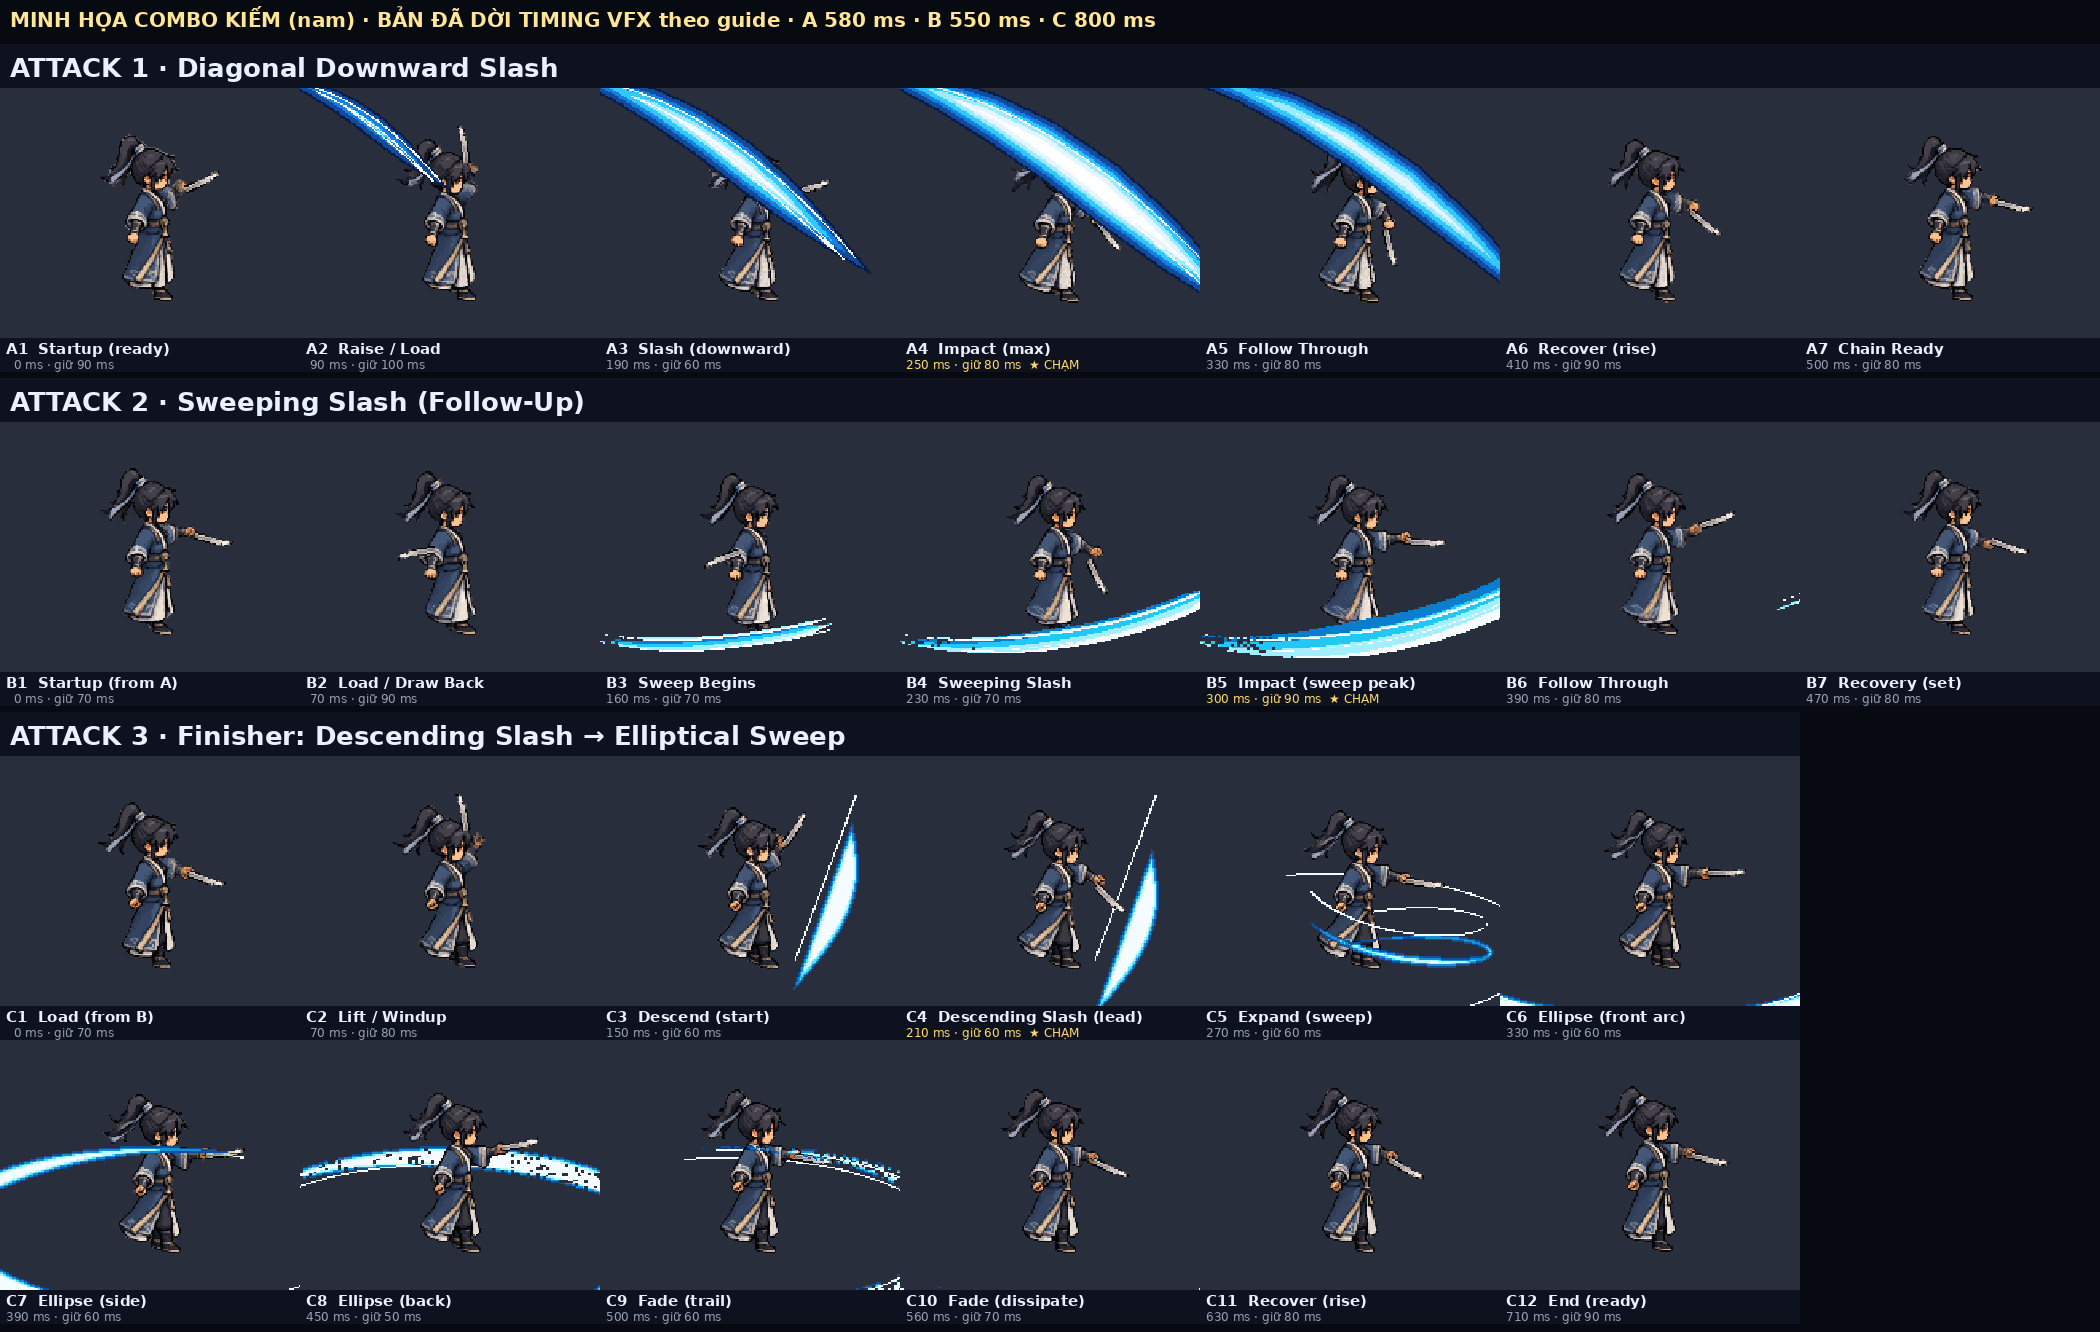 MINH HỌA COMBO KIẾM (nam) · BẢN ĐÃ DỜI TIMING VFX theo guide · A 580 ms · B 550 ms · C 800 ms
ATTACK 1 · Diagonal Downward Slash
A1 Startup (ready)
0 ms · giữ 90 ms
A2 Raise / Load
90 ms · giữ 100 ms
A3 Slash (downward)
190 ms · giữ 60 ms
A4 Impact (max)
250 ms · giữ 80 ms ★ CHẠM
A5 Follow Through
330 ms · giữ 80 ms
A6 Recover (rise)
410 ms · giữ 90 ms
A7 Chain Ready
500 ms · giữ 80 ms
ATTACK 2 · Sweeping Slash (Follow-Up)
B1 Startup (from A)
0 ms · giữ 70 ms
B2 Load / Draw Back
70 ms · giữ 90 ms
B3 Sweep Begins
160 ms · giữ 70 ms
B4 Sweeping Slash
230 ms · giữ 70 ms
B5 Impact (sweep peak)
300 ms · giữ 90 ms ★ CHẠM
B6 Follow Through
390 ms · giữ 80 ms
B7 Recovery (set)
470 ms · giữ 80 ms
ATTACK 3 · Finisher: Descending Slash → Elliptical Sweep
C1 Load (from B)
0 ms · giữ 70 ms
C2 Lift / Windup
70 ms · giữ 80 ms
C3 Descend (start)
150 ms · giữ 60 ms
C4 Descending Slash (lead)
210 ms · giữ 60 ms ★ CHẠM
C5 Expand (sweep)
270 ms · giữ 60 ms
C6 Ellipse (front arc)
330 ms · giữ 60 ms
C7 Ellipse (side)
390 ms · giữ 60 ms
C8 Ellipse (back)
450 ms · giữ 50 ms
C9 Fade (trail)
500 ms · giữ 60 ms
C10 Fade (dissipate)
560 ms · giữ 70 ms
C11 Recover (rise)
630 ms · giữ 80 ms
C12 End (ready)
710 ms · giữ 90 ms